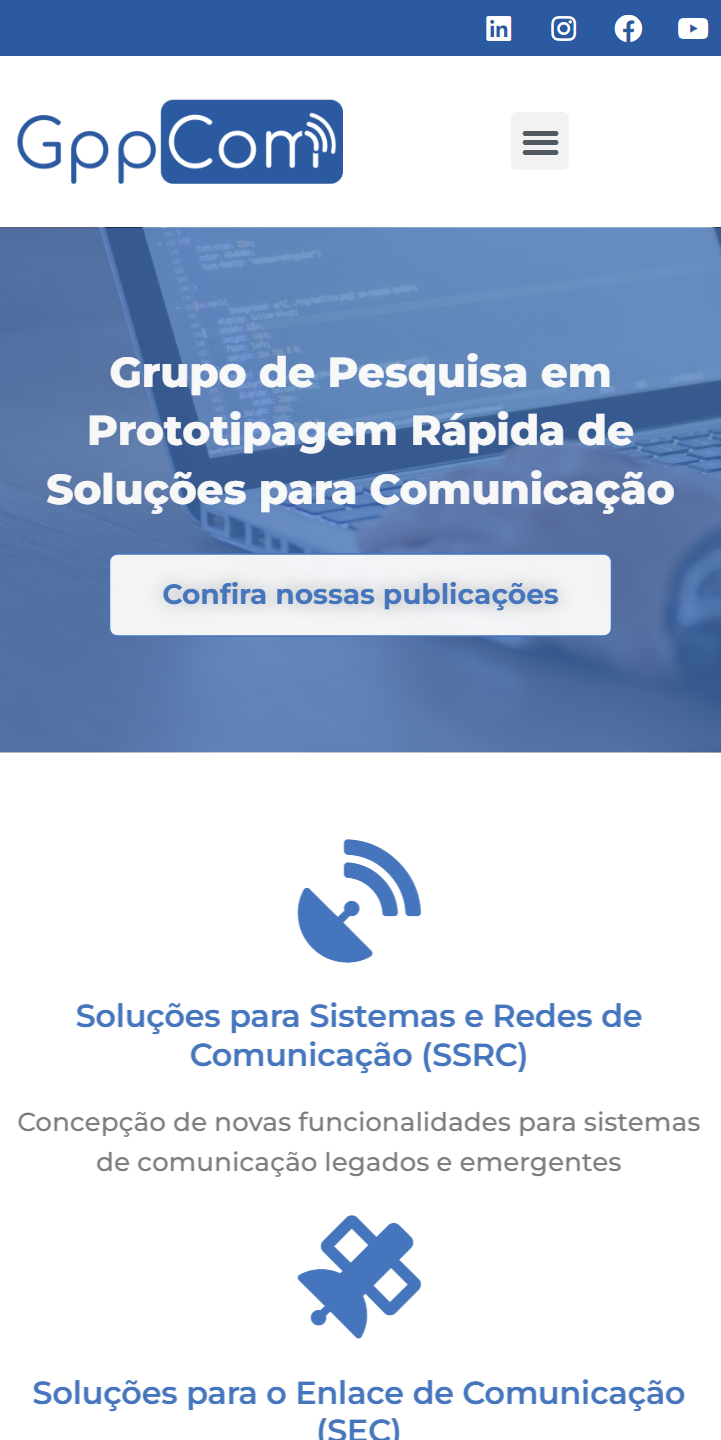 GppCom
Grupo de Pesquisa em
Prototipagem Rápida de
Soluções para Comunicação
Confira nossas publicações
Soluções para Sistemas e Redes de
Comunicação (SSRC)
Concepção de novas funcionalidades para sistemas
de comunicação legados e emergentes
Soluções para o Enlace de Comunicação
(SEC)